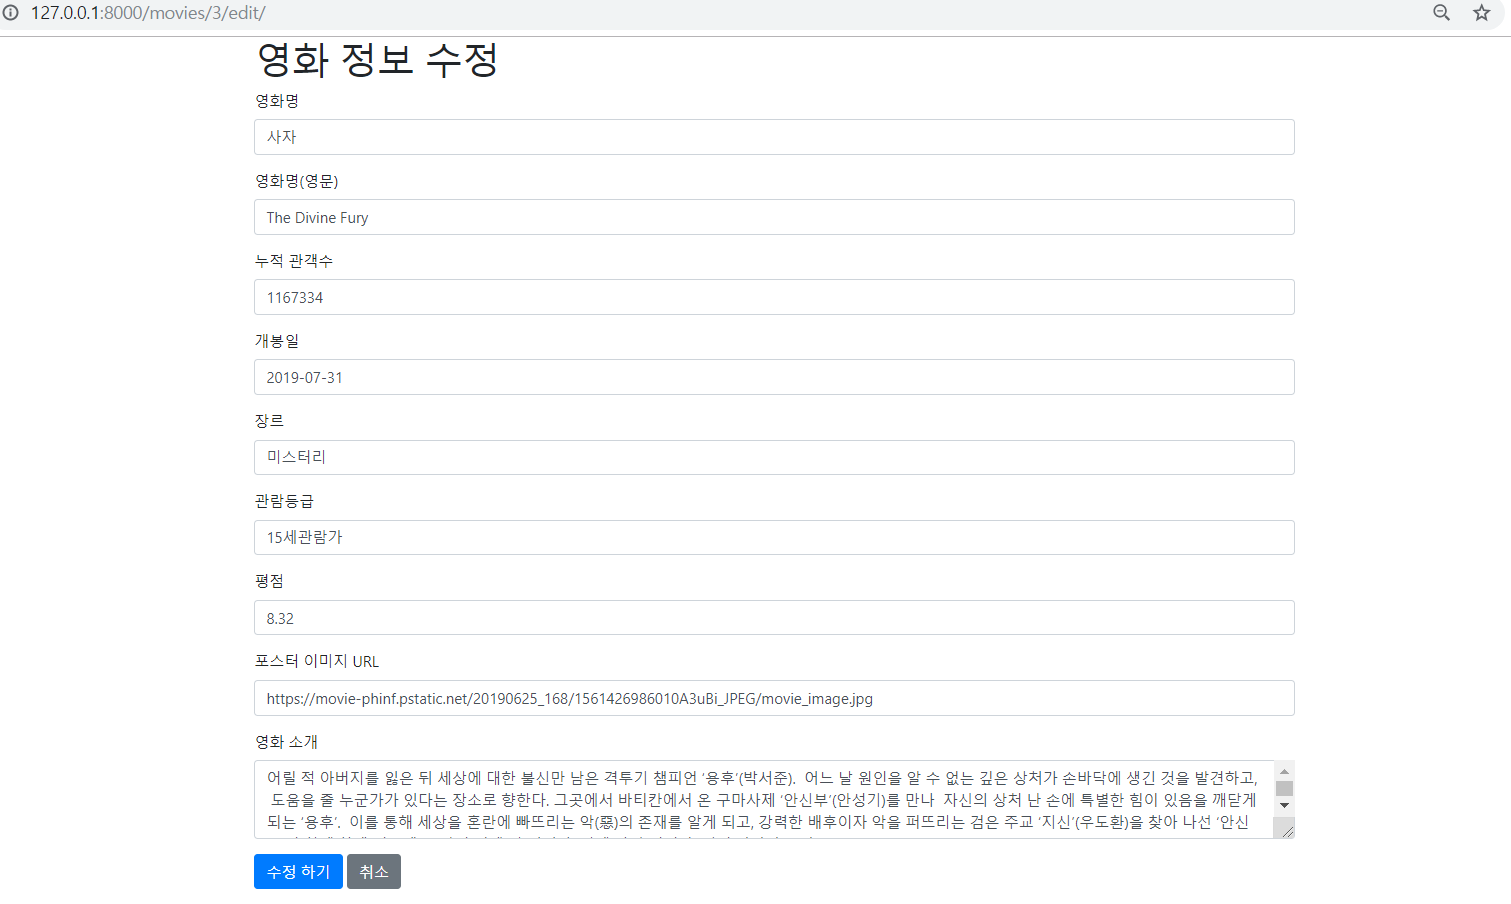 127.0.0.1:8000/movies/3/edit/
영화 정보 수정
영화명
사자
영화명(영문)
The Divine Fury
누적 관객수
1167334
개봉일
2019-07-31
장르
미스터리
관람등급
15세관람가
평점
8.32
포스터 이미지 URL
https://movie-phinf.pstatic.net/20190625_168/1561426986010A3uBi_JPEG/movie_image.jpg
영화 소개
어릴 적 아버지를 잃은 뒤 세상에 대한 불신만 남은 격투기 챔피언 ‘용후’(박서준).  어느 날 원인을 알 수 없는 깊은 상처가 손바닥에 생긴 것을 발견하고,
도움을 줄 누군가가 있다는 장소로 향한다. 그곳에서 바티칸에서 온 구마사제 ‘안신부’(안성기)를 만나  자신의 상처 난 손에 특별한 힘이 있음을 깨닫게
되는 ‘용후’.  이를 통해 세상을 혼란에 빠뜨리는 악(惡)의 존재를 알게 되고, 강력한 배후이자 악을 퍼뜨리는 검은 주교 ‘지신’(우도환)을 찾아 나선 ‘안신
수정 하기 취소